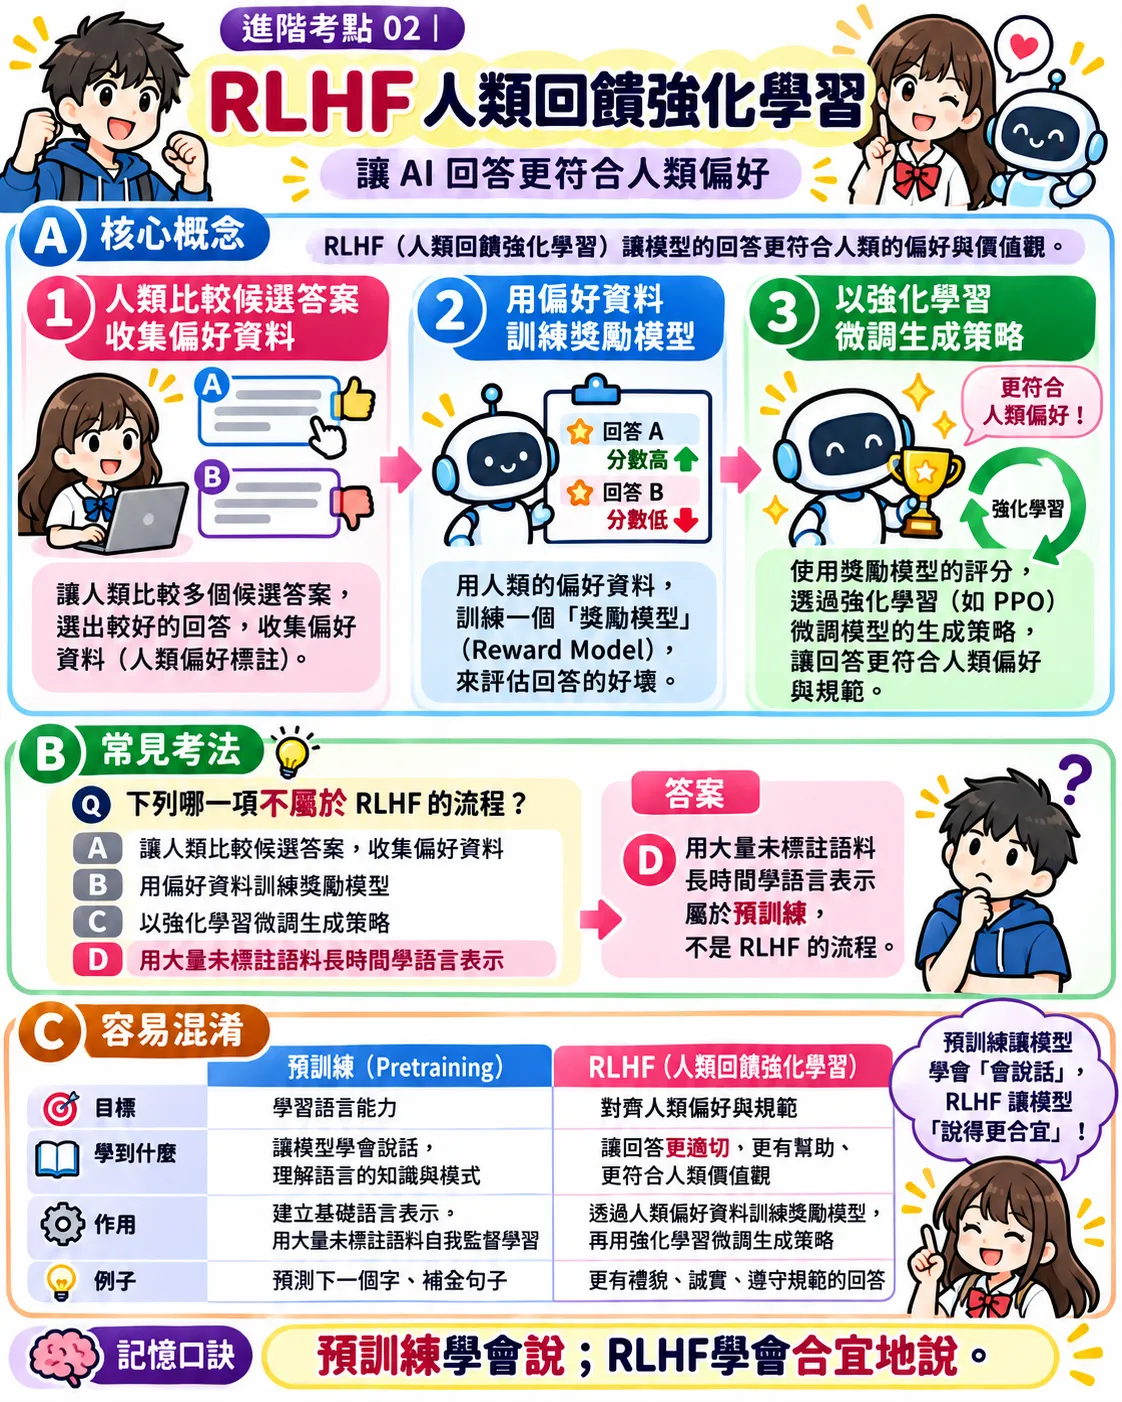 進階考點 02｜
RLHF 人類回饋強化學習
讓 AI 回答更符合人類偏好
A 核心概念
RLHF（人類回饋強化學習）讓模型的回答更符合人類的偏好與價值觀。
1 人類比較候選答案
收集偏好資料
A
B
讓人類比較多個候選答案，
選出較好的回答，收集偏好
資料（人類偏好標註）。
2 用偏好資料
訓練獎勵模型
回答 A
分數高
回答 B
分數低
用人類的偏好資料，
訓練一個「獎勵模型」
（Reward Model），
來評估回答的好壞。
3 以強化學習
微調生成策略
更符合
人類偏好！
強化學習
使用獎勵模型的評分，
透過強化學習（如 PPO）
微調模型的生成策略，
讓回答更符合人類偏好
與規範。
B 常見考法
Q 下列哪一項不屬於 RLHF 的流程？
A 讓人類比較候選答案，收集偏好資料
B 用偏好資料訓練獎勵模型
C 以強化學習微調生成策略
D 用大量未標註語料長時間學語言表示
答案
D 用大量未標註語料
長時間學語言表示
屬於預訓練，
不是 RLHF 的流程。
?
C 容易混淆
預訓練（Pretraining） RLHF（人類回饋強化學習）
目標 學習語言能力 對齊人類偏好與規範
學到什麼 讓模型學會說話， 讓回答更適切，更有幫助、
理解語言的知識與模式 更符合人類價值觀
作用 建立基礎語言表示。 透過人類偏好資料訓練獎勵模型，
用大量未標註語料自我監督學習 再用強化學習微調生成策略
例子 預測下一個字、補金句子 更有禮貌、誠實、遵守規範的回答
預訓練讓模型
學會「會說話」，
RLHF 讓模型
「說得更合宜」！
記憶口訣 預訓練學會說；RLHF學會合宜地說。